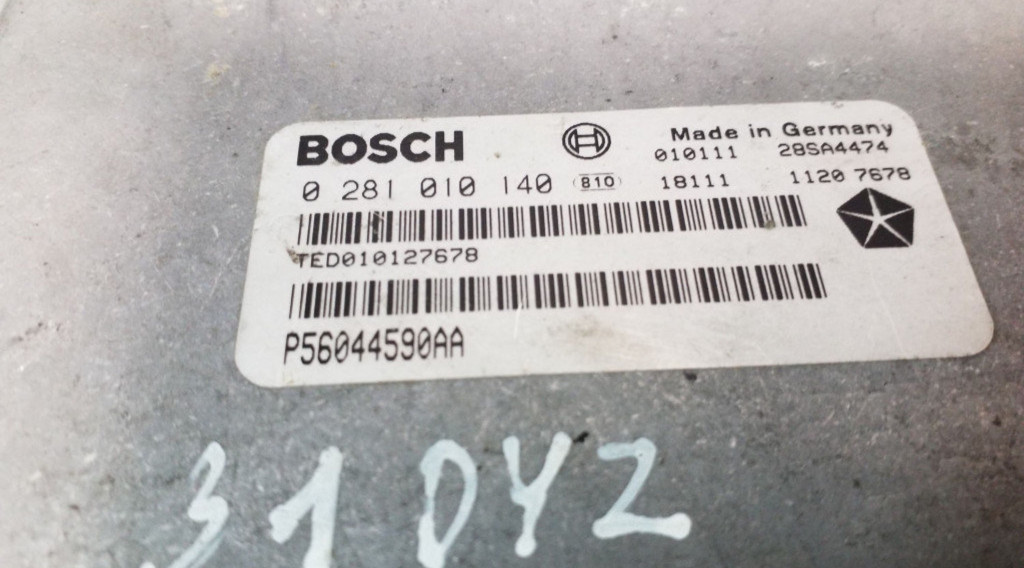 BOSCH Made in Germany
010111 28SA4474
0 281 010 140 810 18111 1120 7678
TED010127678
P56044590AA
31 DYZ